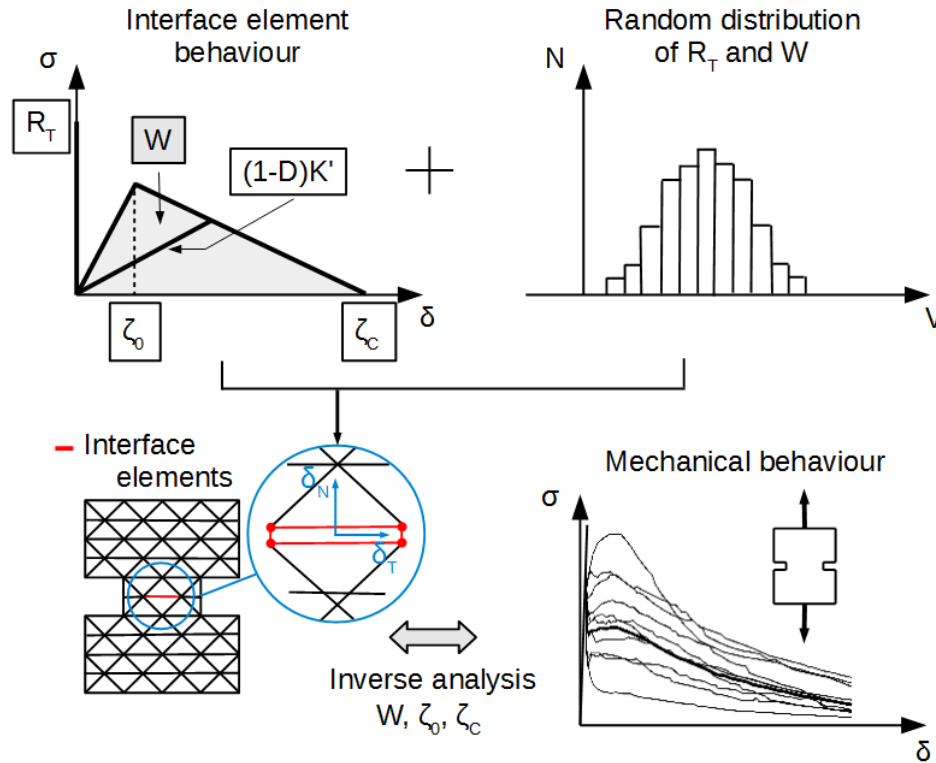 Interface element
behaviour
Random distribution
of R_T and W
σ
R_T
W
(1-D)K'
ζ_0
ζ_C
δ
N
V
Interface
elements
δ_N
δ_T
Inverse analysis
W, ζ_0, ζ_C
Mechanical behaviour
σ
δ